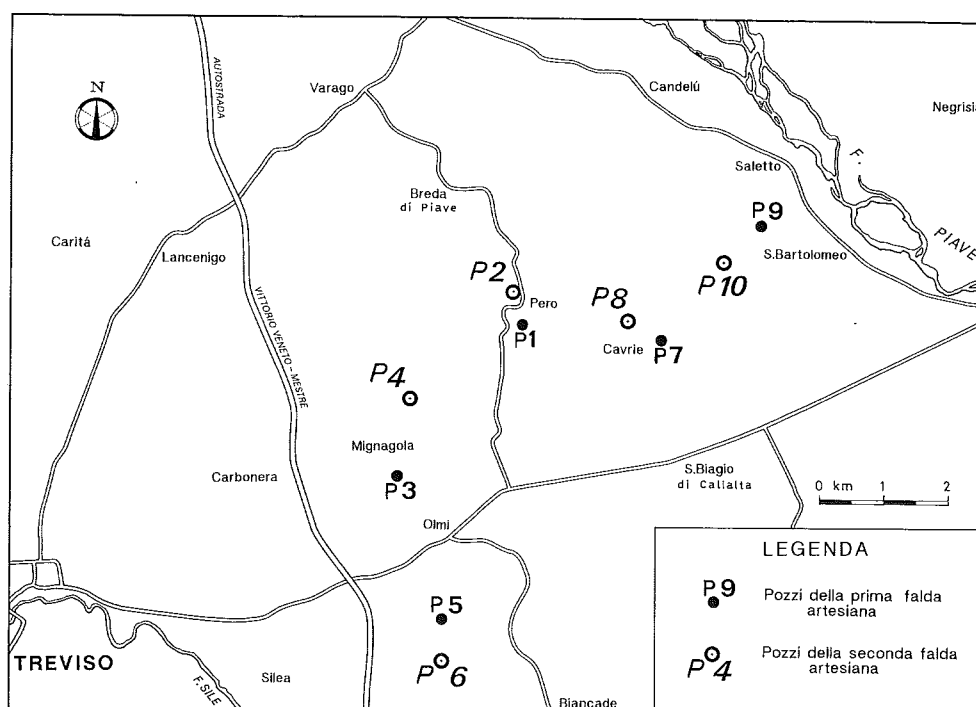 N
AUTOSTRADA
Varago
Candelú
Negrisia
Saletto
F.
PIAVE
Breda
di Piave
P9
Caritá
Lancenigo
S.Bartolomeo
P10
P2
Pero
P8
P1
Cavrie
P7
VITTORIO VENETO-MESTRE
P4
Mignagola
Carbonera
P3
S.Biagio
di Callalta
0 km 1 2
Olmi
LEGENDA
P9 Pozzi della prima falda
artesiana
P4 Pozzi della seconda falda
artesiana
P5
TREVISO
P6
Silea
F. SILE
Biancade